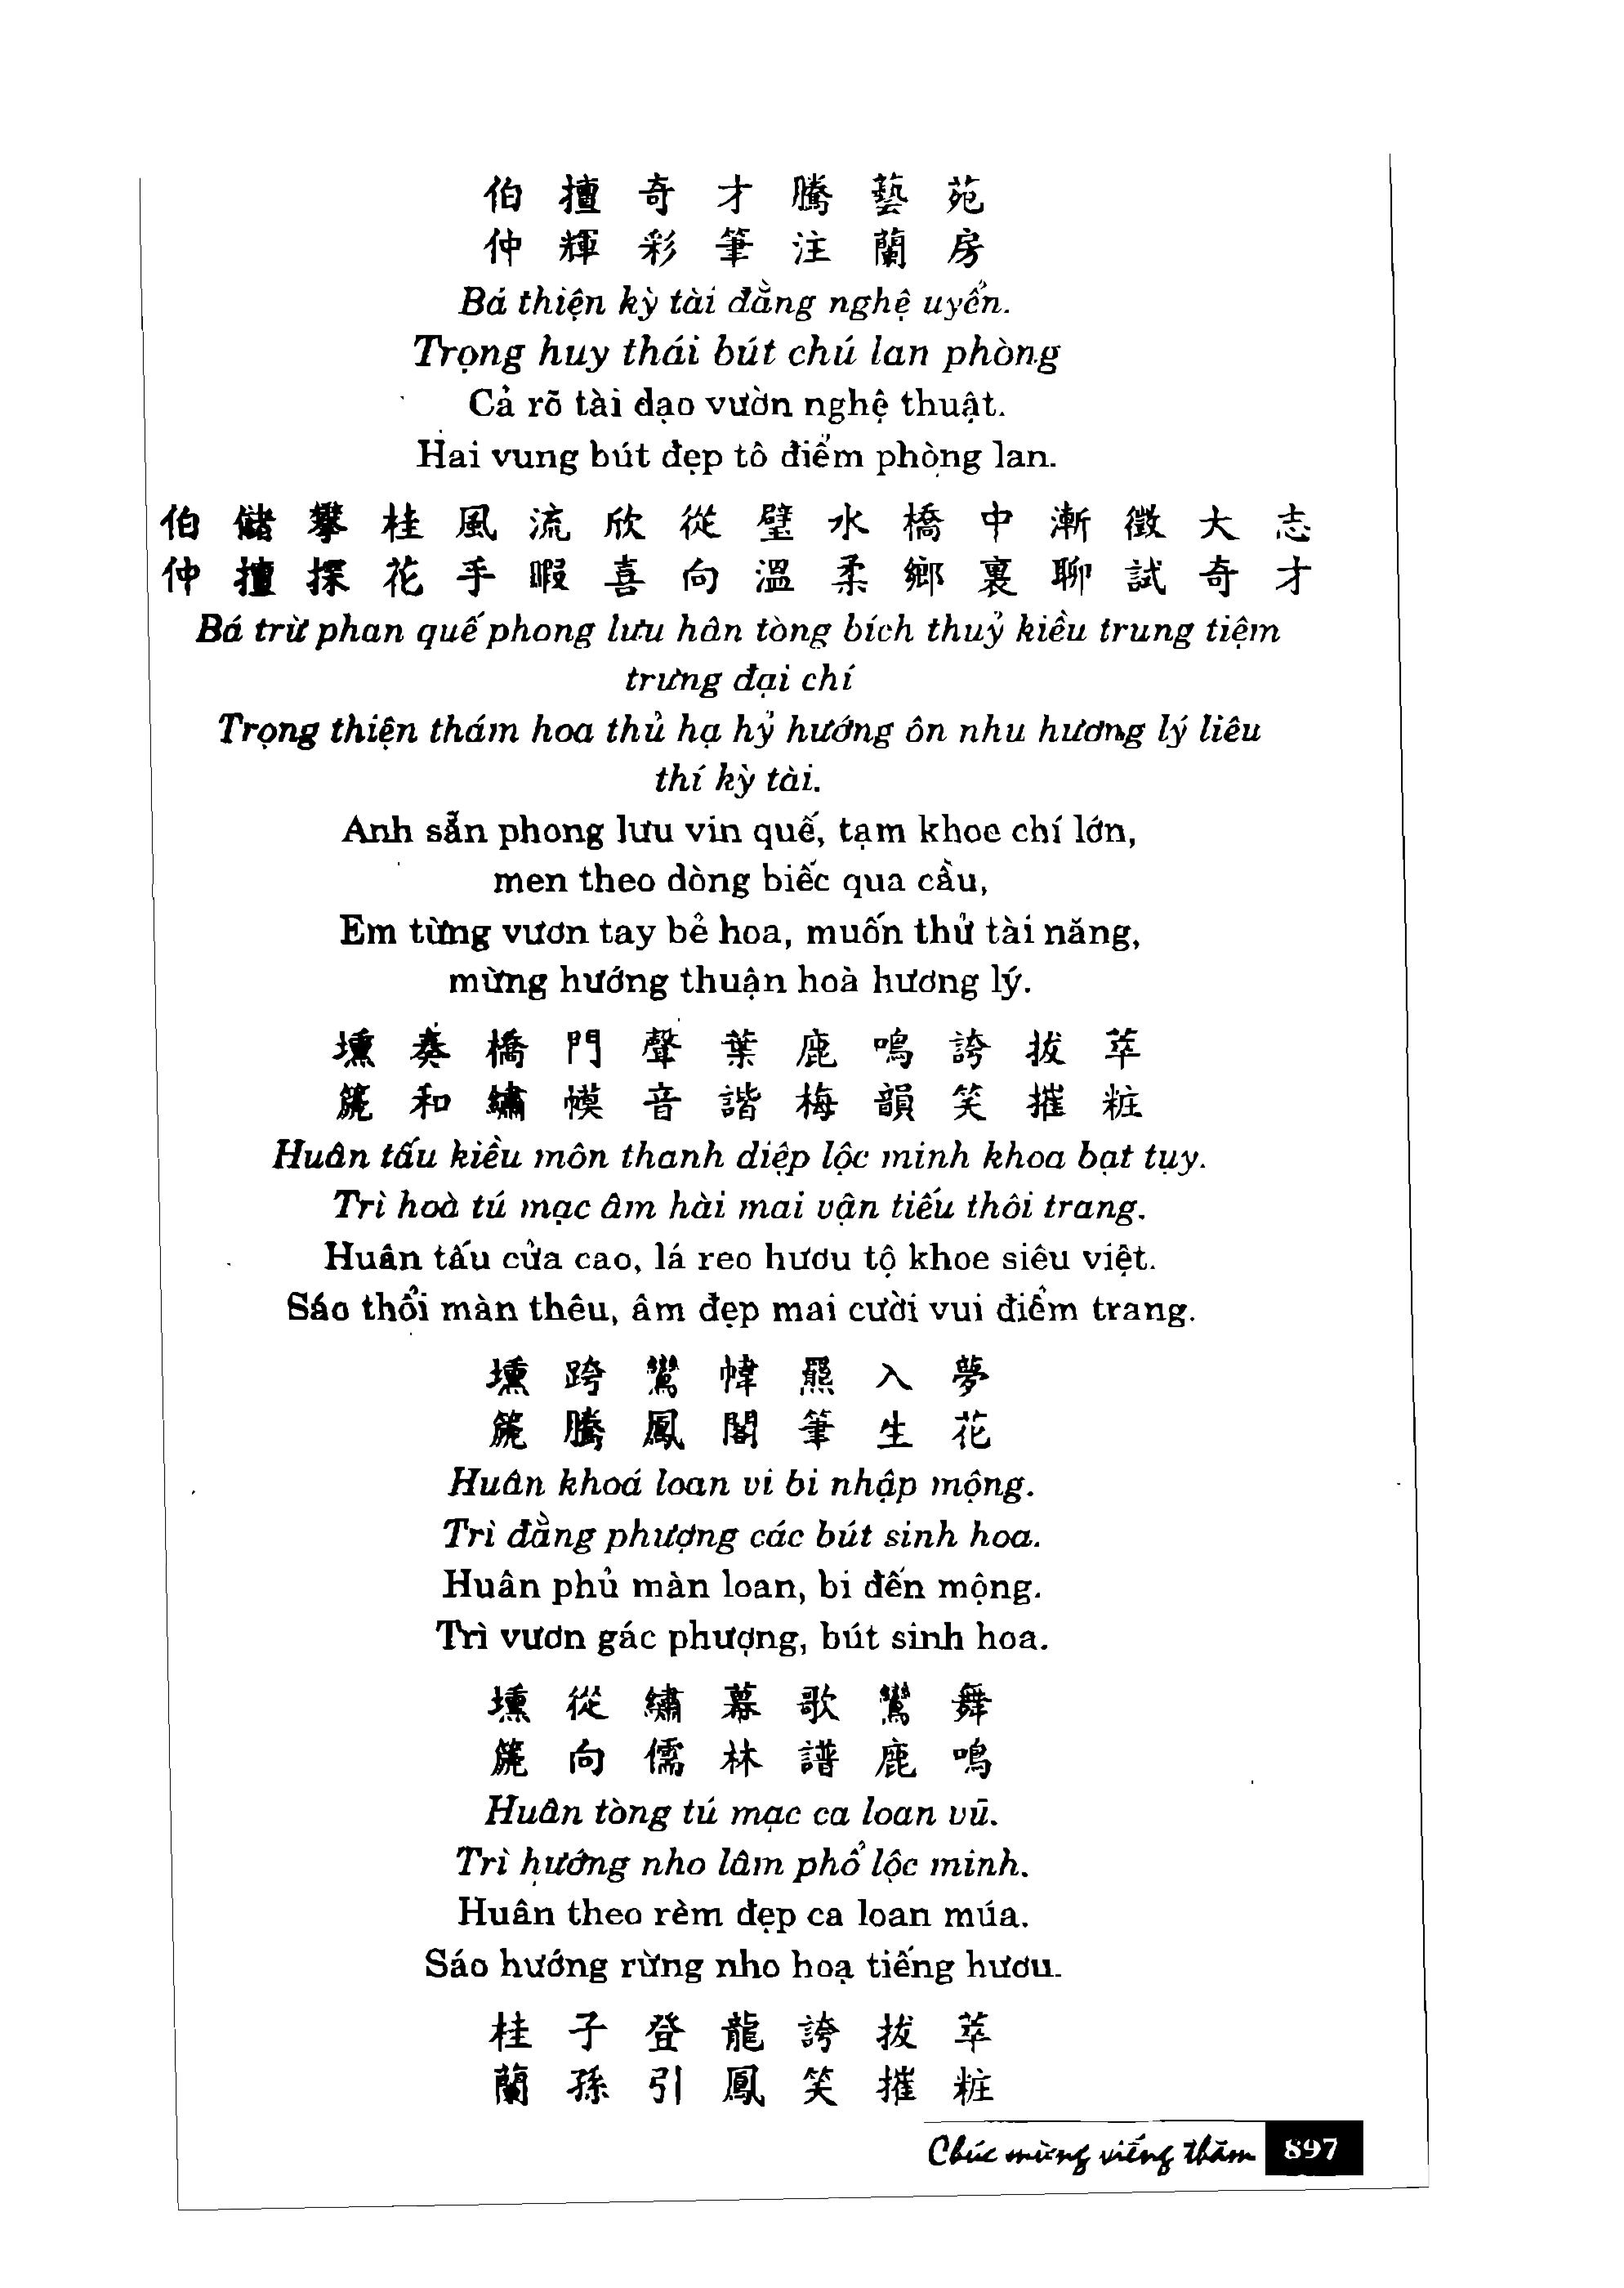 伯擅奇才騰藝苑
仲輝彩筆注蘭房
Bá thiện kỳ tài đằng nghệ uyển.
Trọng huy thái bút chú lan phòng
Cả rõ tài dạo vườn nghệ thuật.
Hai vung bút đẹp tô điểm phòng lan.
伯儲攀桂風流欣從璧水橋中漸徵大志
仲擅探花手暇喜向溫柔鄉裏聊試奇才
Bá trừ phan quế phong lưu hân tòng bích thuỷ kiều trung tiệm
trưng đại chí
Trọng thiện thám hoa thủ hạ hỷ hướng ôn nhu hương lý liêu
thí kỳ tài.
Anh sẵn phong lưu vin quế, tạm khoe chí lớn,
men theo dòng biếc qua cầu,
Em từng vươn tay bẻ hoa, muốn thử tài năng,
mừng hướng thuận hoà hương lý.
壎奏橋門聲葉鹿鳴誇拔萃
篪和繡幙音諧梅韻笑摧粧
Huân tấu kiều môn thanh diệp lộc minh khoa bạt tụy.
Trì hoà tú mạc âm hài mai vận tiếu thôi trang.
Huân tấu cửa cao, lá reo hươu tộ khoe siêu việt.
Sáo thổi màn thêu, âm đẹp mai cười vui điểm trang.
壎跨鸞幃羆入夢
篪騰鳳閣筆生花
Huân khoá loan vi bi nhập mộng.
Trì đằng phượng các bút sinh hoa.
Huân phủ màn loan, bi đến mộng.
Trì vươn gác phượng, bút sinh hoa.
壎從繡幕歌鸞舞
篪向儒林譜鹿鳴
Huân tòng tú mạc ca loan vũ.
Trì hướng nho lâm phổ lộc minh.
Huân theo rèm đẹp ca loan múa.
Sáo hướng rừng nho hoạ tiếng hươu.
桂子登龍誇拔萃
蘭孫引鳳笑摧粧
Chúc mừng viếng thăm 897